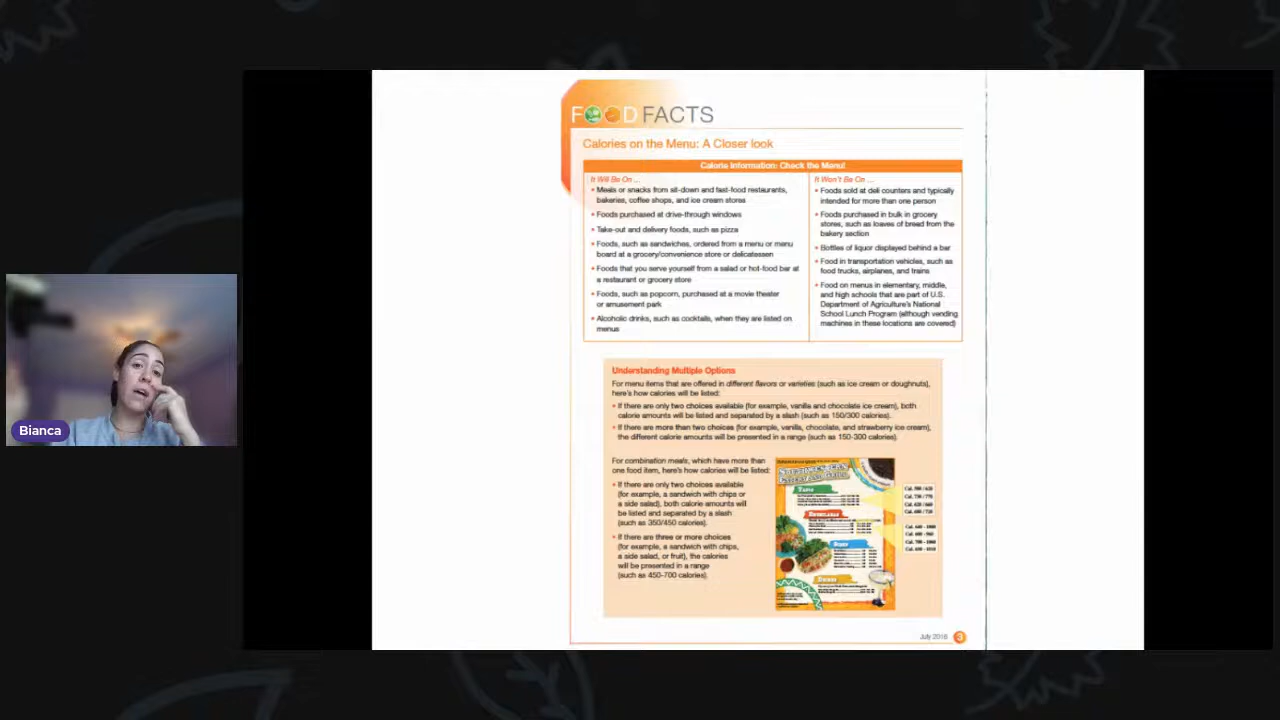 FOOD FACTS
Calories on the Menu: A Closer look
Calorie Information: Check the Menu!
It Will Be On ...
• Meals or snacks from sit-down and fast-food restaurants,
bakeries, coffee shops, and ice cream stores
• Foods purchased at drive-through windows
• Take-out and delivery foods, such as pizza
• Foods, such as sandwiches, ordered from a menu or menu
board at a grocery/convenience store or delicatessen
• Foods that you serve yourself from a salad or hot-food bar at
a restaurant or grocery store
• Foods, such as popcorn, purchased at a movie theater
or amusement park
• Alcoholic drinks, such as cocktails, when they are listed on
menus
It Won't Be On ...
• Foods sold at deli counters and typically
intended for more than one person
• Foods purchased in bulk in grocery
stores, such as loaves of bread from the
bakery section
• Bottles of liquor displayed behind a bar
• Food in transportation vehicles, such as
food trucks, airplanes, and trains
• Food on menus in elementary, middle,
and high schools that are part of U.S.
Department of Agriculture's National
School Lunch Program (although vending
machines in these locations are covered)
Understanding Multiple Options
For menu items that are offered in different flavors or varieties (such as ice cream or doughnuts),
here's how calories will be listed:
• If there are only two choices available (for example, vanilla and chocolate ice cream), both
calorie amounts will be listed and separated by a slash (such as 150/300 calories).
• If there are more than two choices (for example, vanilla, chocolate, and strawberry ice cream),
the different calorie amounts will be presented in a range (such as 150-300 calories).
For combination meals, which have more than
one food item, here's how calories will be listed:
• If there are only two choices available
(for example, a sandwich with chips or
a side salad), both calorie amounts will
be listed and separated by a slash
(such as 350/450 calories).
• If there are three or more choices
(for example, a sandwich with chips,
a side salad, or fruit), the calories
will be presented in a range
(such as 450-700 calories).
July 2018 3
Bianca